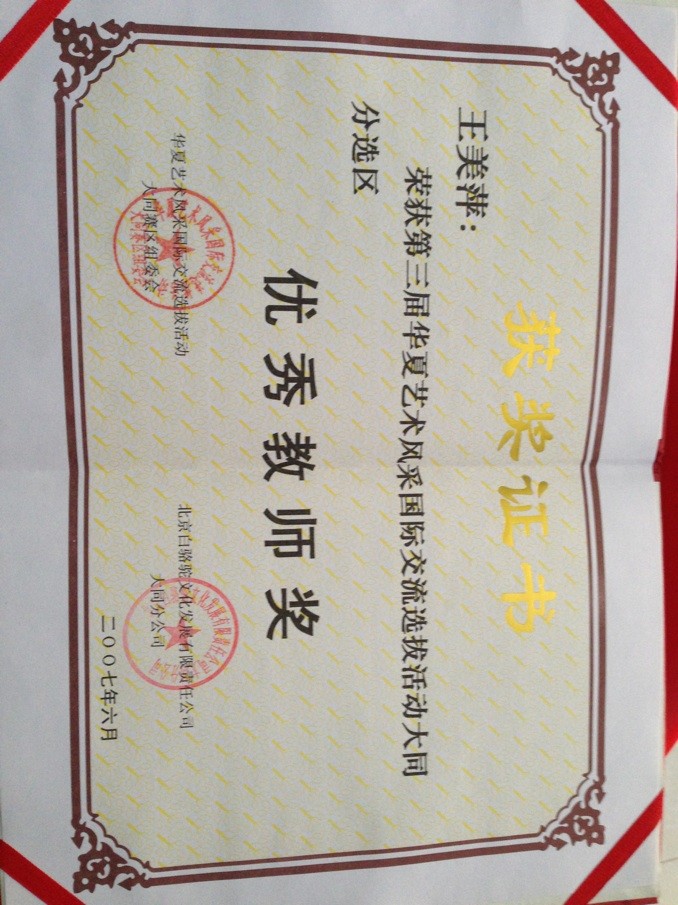 获奖证书
王美萍：
荣获第三届华夏艺术风采国际交流选拔活动大同
分选区
优秀教师奖
华夏艺术风采国际交流选拔活动
大同赛区组委会
北京白骆驼文化发展有限责任公司
大同分公司
二００七年六月